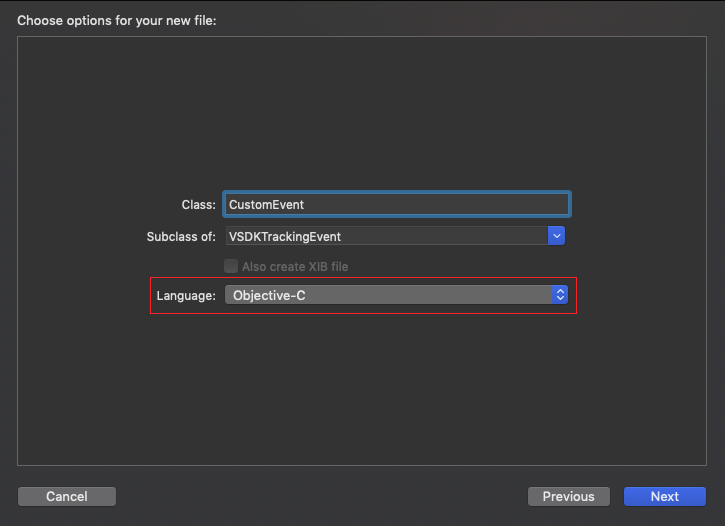 Choose options for your new file:
Class: CustomEvent
Subclass of: VSDKTrackingEvent
Also create XIB file
Language: Objective-C
Cancel Previous Next